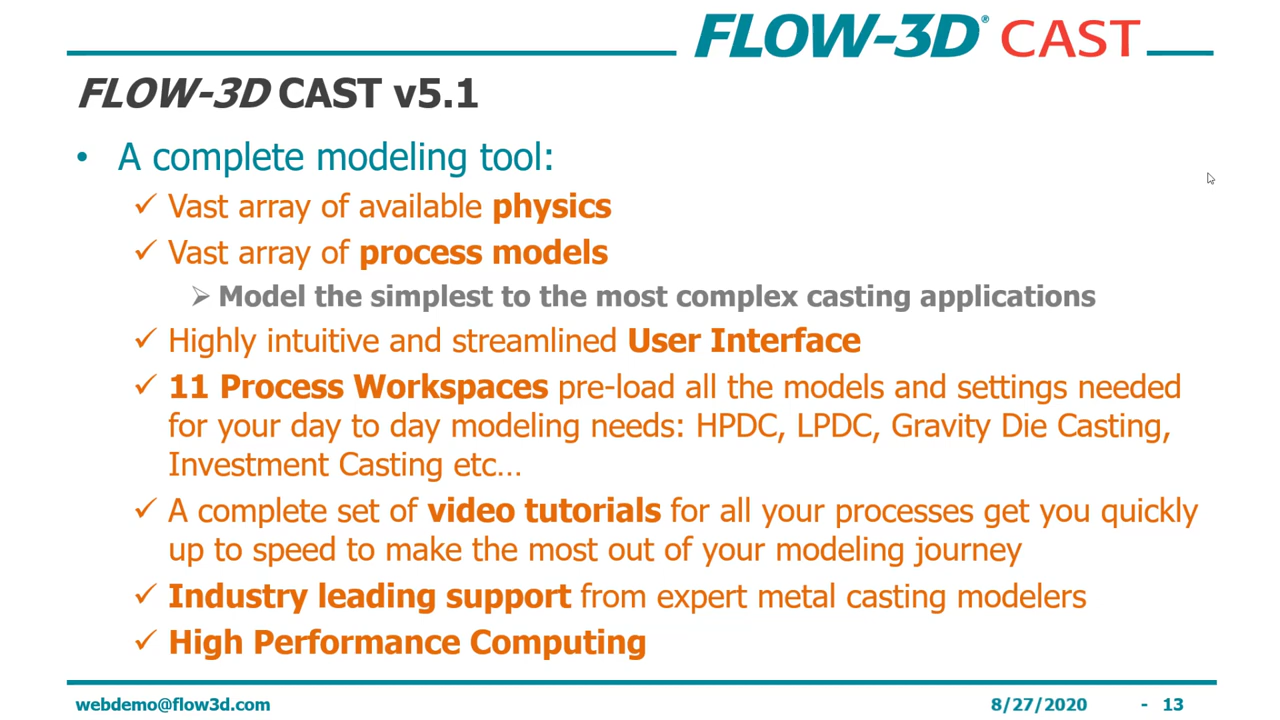 FLOW-3D® CAST
FLOW-3D CAST v5.1
• A complete modeling tool:
✓ Vast array of available physics
✓ Vast array of process models
➢ Model the simplest to the most complex casting applications
✓ Highly intuitive and streamlined User Interface
✓ 11 Process Workspaces pre-load all the models and settings needed
for your day to day modeling needs: HPDC, LPDC, Gravity Die Casting,
Investment Casting etc…
✓ A complete set of video tutorials for all your processes get you quickly
up to speed to make the most out of your modeling journey
✓ Industry leading support from expert metal casting modelers
✓ High Performance Computing
webdemo@flow3d.com 8/27/2020 - 13